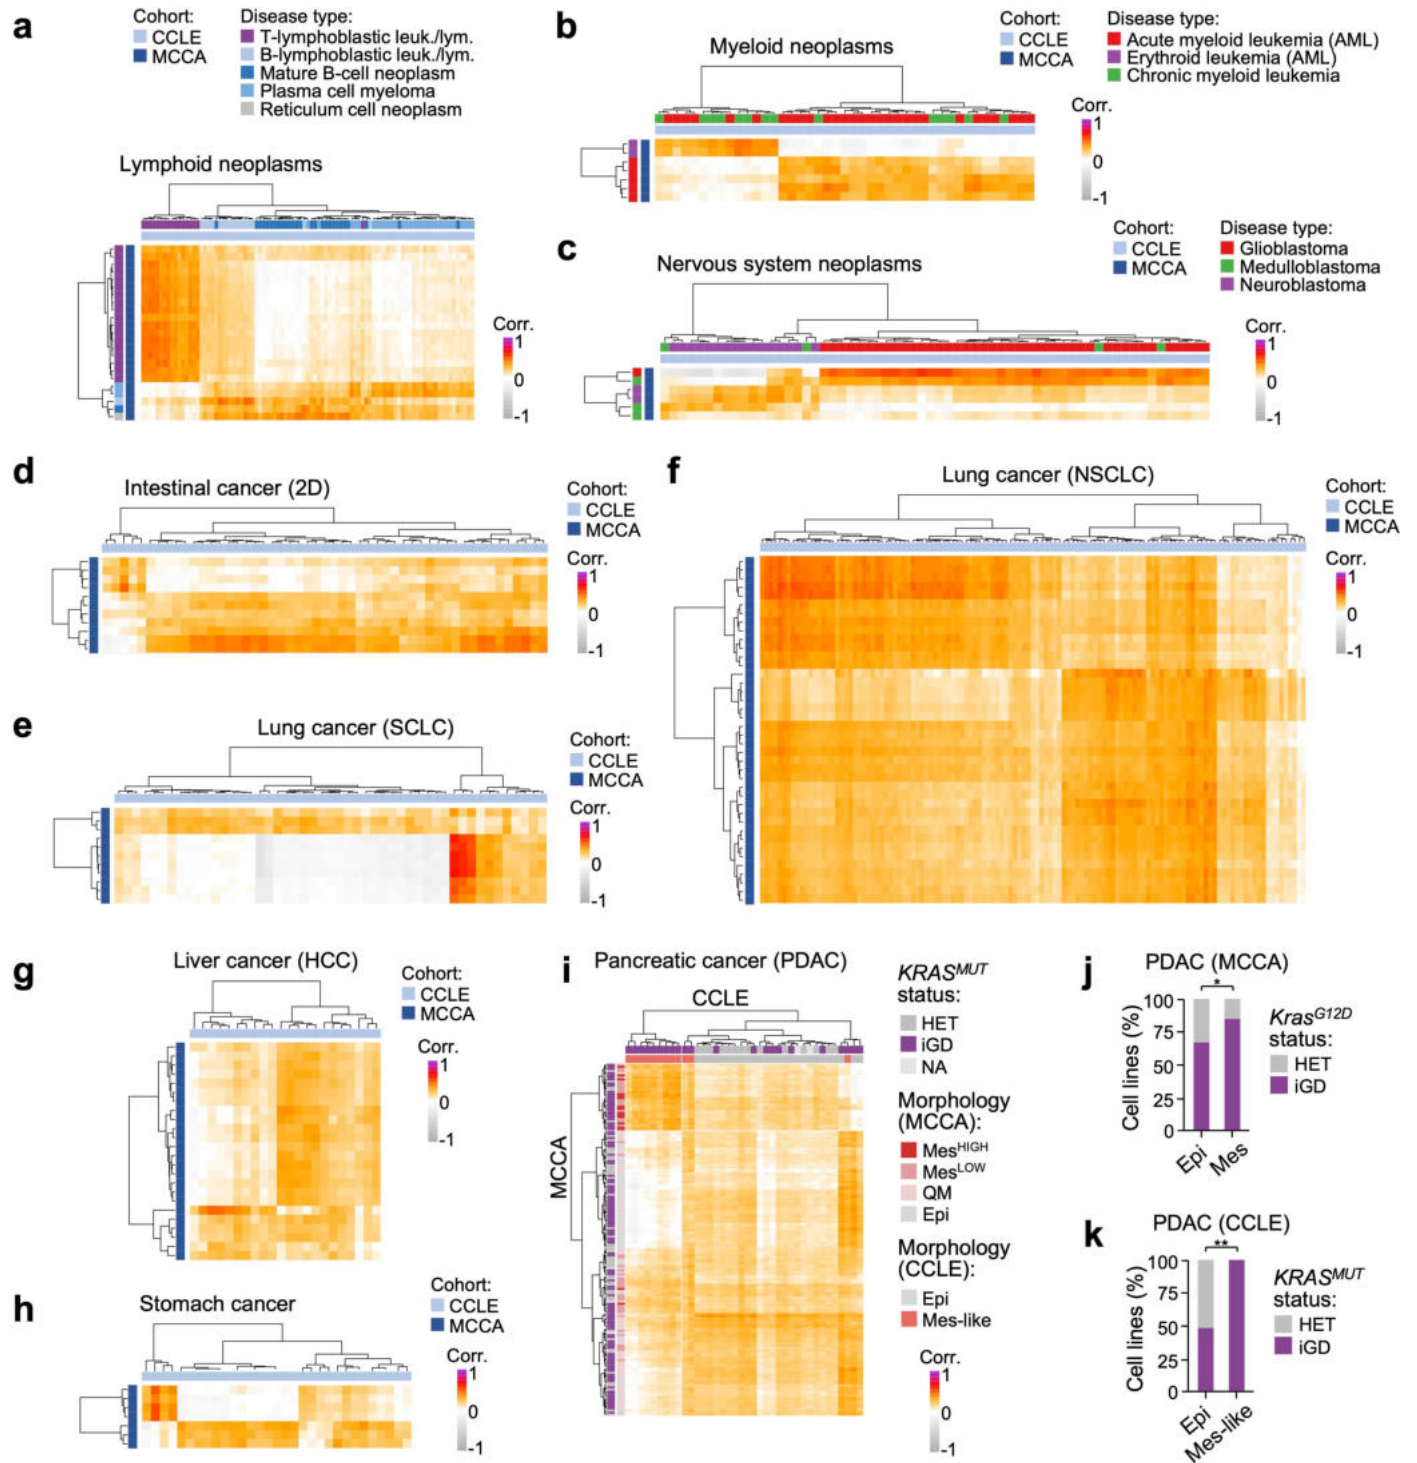 a
Cohort:
CCLE
MCCA
Disease type:
T-lymphoblastic leuk./lym.
B-lymphoblastic leuk./lym.
Mature B-cell neoplasm
Plasma cell myeloma
Reticulum cell neoplasm
Lymphoid neoplasms
Corr.
1
0
-1
b
Myeloid neoplasms
Cohort:
CCLE
MCCA
Disease type:
Acute myeloid leukemia (AML)
Erythroid leukemia (AML)
Chronic myeloid leukemia
Corr.
1
0
-1
c
Nervous system neoplasms
Cohort:
CCLE
MCCA
Disease type:
Glioblastoma
Medulloblastoma
Neuroblastoma
Corr.
1
0
-1
d
Intestinal cancer (2D)
Cohort:
CCLE
MCCA
Corr.
1
0
-1
e
Lung cancer (SCLC)
Cohort:
CCLE
MCCA
Corr.
1
0
-1
f
Lung cancer (NSCLC)
Cohort:
CCLE
MCCA
Corr.
1
0
-1
g
Liver cancer (HCC)
Cohort:
CCLE
MCCA
Corr.
1
0
-1
h
Stomach cancer
Cohort:
CCLE
MCCA
Corr.
1
0
-1
i
Pancreatic cancer (PDAC)
CCLE
MCCA
KRAS^MUT
status:
HET
iGD
NA
Morphology
(MCCA):
Mes^HIGH
Mes^LOW
QM
Epi
Morphology
(CCLE):
Epi
Mes-like
Corr.
1
0
-1
j
PDAC (MCCA)
*
100
75
50
25
0
Cell lines (%)
Epi
Mes
Kras^G12D
status:
HET
iGD
k
PDAC (CCLE)
**
100
75
50
25
0
Cell lines (%)
Epi
Mes-like
KRAS^MUT
status:
HET
iGD